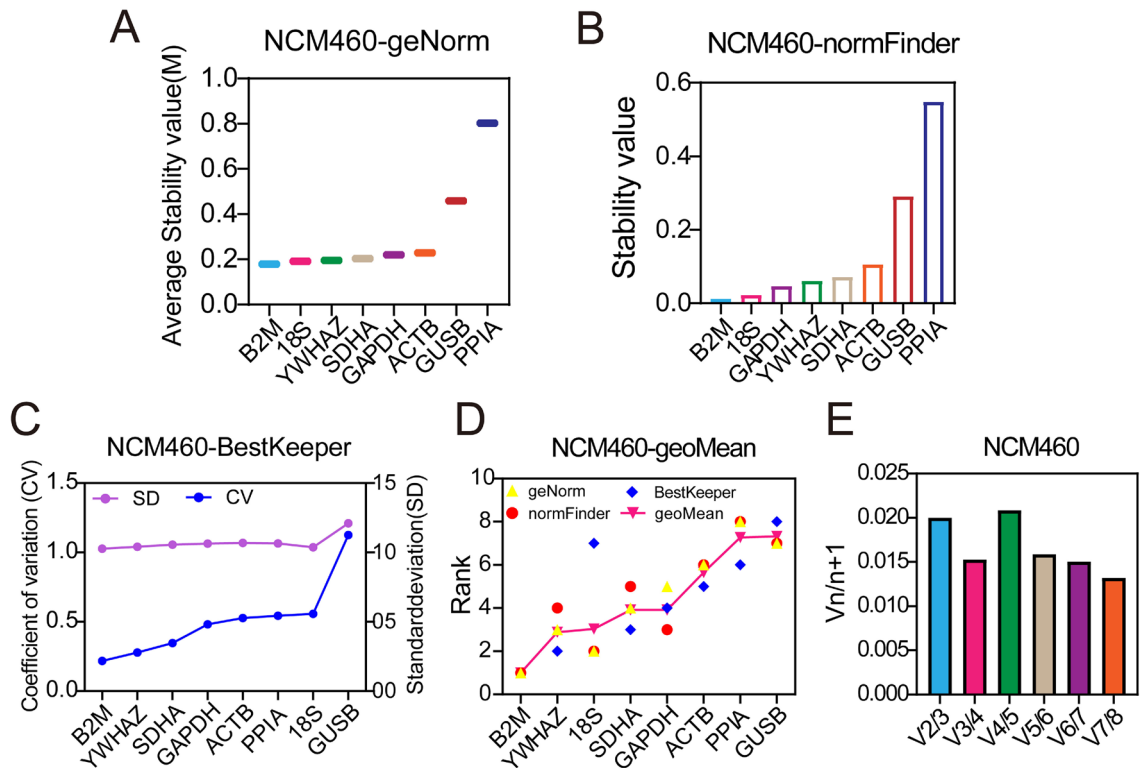 A
NCM460-geNorm
Average Stability value(M)
1.0
0.8
0.6
0.4
0.2
0.0
B2M
18S
YWHAZ
SDHA
GAPDH
ACTB
GUSB
PPIA
B
NCM460-normFinder
Stability value
0.6
0.4
0.2
0.0
B2M
18S
GAPDH
YWHAZ
SDHA
ACTB
GUSB
PPIA
C
NCM460-BestKeeper
Coefficient of variation (CV)
1.5
1.0
0.5
0.0
SD
CV
15
10
05
00
Standarddeviation(SD)
B2M
YWHAZ
SDHA
GAPDH
ACTB
PPIA
18S
GUSB
D
NCM460-geoMean
Rank
10
8
6
4
2
0
geNorm
BestKeeper
normFinder
geoMean
B2M
YWHAZ
18S
SDHA
GAPDH
ACTB
PPIA
GUSB
E
NCM460
Vn/n+1
0.025
0.020
0.015
0.010
0.005
0.000
V2/3
V3/4
V4/5
V5/6
V6/7
V7/8